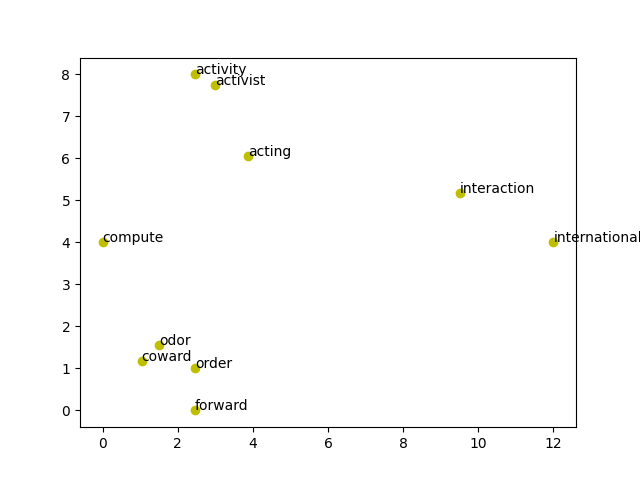 8
activity
activist
7
acting
6
5
interaction
4
compute
international
3
2
odor
coward
order
1
forward
0
0 2 4 6 8 10 12